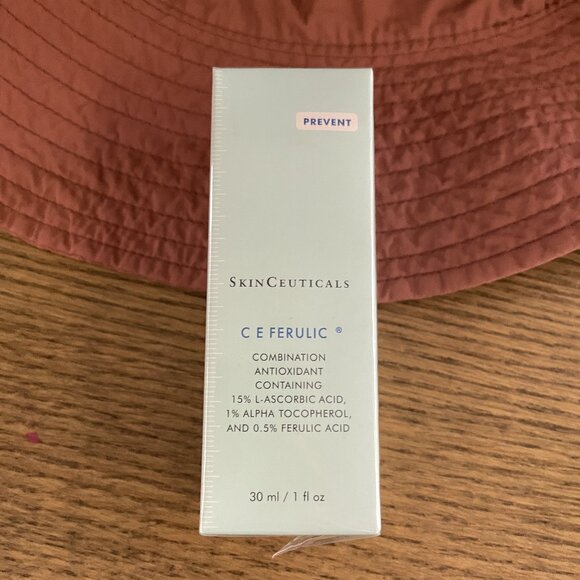 PREVENT
SKINCEUTICALS
C E FERULIC ®
COMBINATION
ANTIOXIDANT
CONTAINING
15% L-ASCORBIC ACID,
1% ALPHA TOCOPHEROL,
AND 0.5% FERULIC ACID
30 ml / 1 fl oz